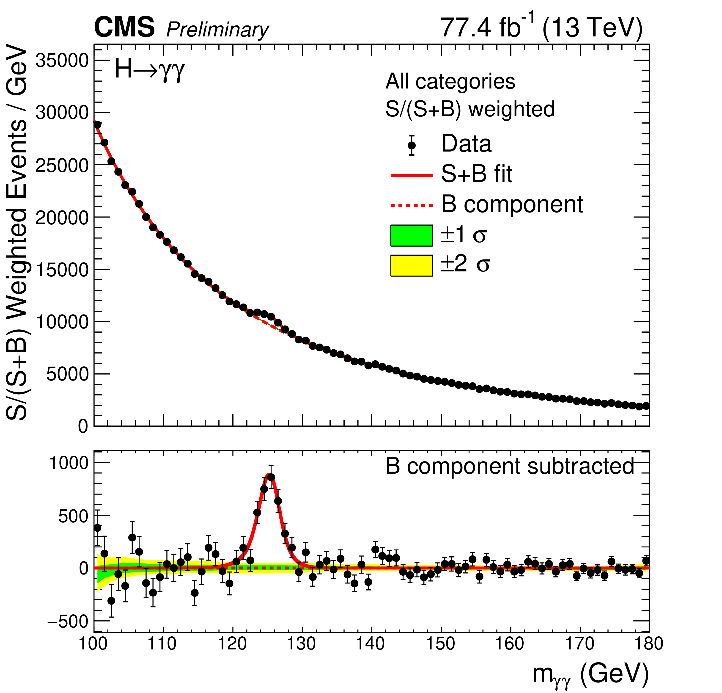 CMS Preliminary 77.4 fb⁻¹ (13 TeV)
S/(S+B) Weighted Events / GeV
35000
30000
25000
20000
15000
10000
5000
0
H→γγ
All categories
S/(S+B) weighted
Data
S+B fit
B component
±1 σ
±2 σ
B component subtracted
1000
500
0
−500
100 110 120 130 140 150 160 170 180
m_γγ (GeV)